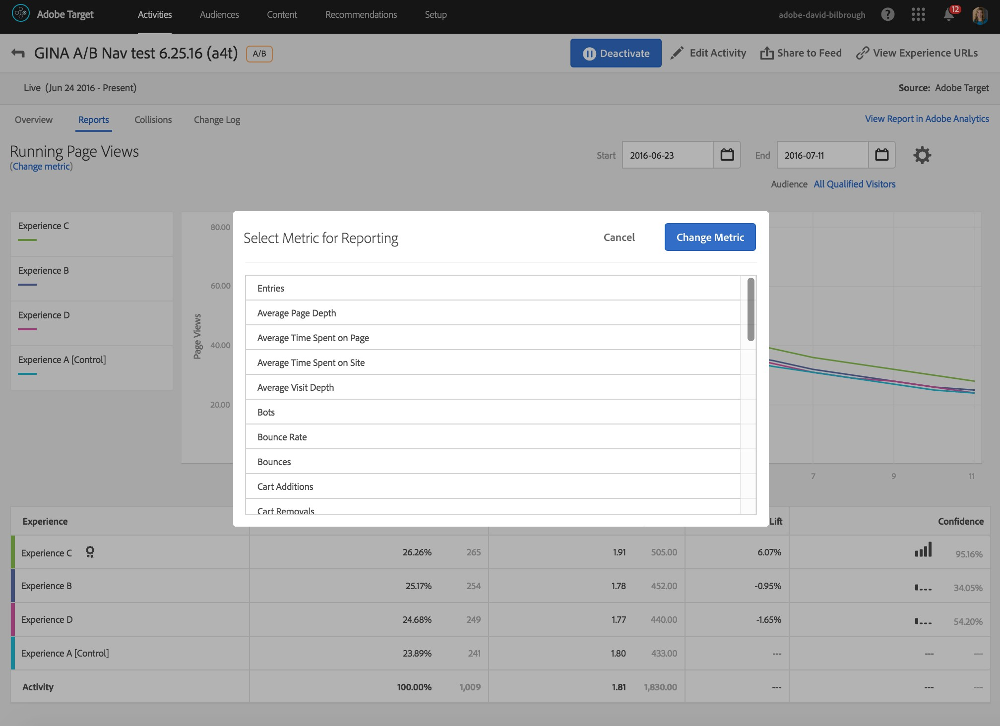 Adobe Target
Activities
Audiences
Content
Recommendations
Setup
adobe-david-bilbrough
?
12
GINA A/B Nav test 6.25.16 (a4t)
A/B
Deactivate
Edit Activity
Share to Feed
View Experience URLs
Live (Jun 24 2016 - Present)
Source: Adobe Target
Overview
Reports
Collisions
Change Log
View Report in Adobe Analytics
Running Page Views
(Change metric)
Start
2016-06-23
End
2016-07-11
Audience All Qualified Visitors
Experience C
Experience B
Experience D
Experience A [Control]
Page Views
80.00
60.00
40.00
20.00
7
9
11
Select Metric for Reporting
Cancel
Change Metric
Entries
Average Page Depth
Average Time Spent on Page
Average Time Spent on Site
Average Visit Depth
Bots
Bounce Rate
Bounces
Cart Additions
Cart Removals
Experience Lift Confidence
Experience C 26.26% 265 1.91 505.00 6.07% 95.16%
Experience B 25.17% 254 1.78 452.00 -0.95% 34.05%
Experience D 24.68% 249 1.77 440.00 -1.65% 54.20%
Experience A [Control] 23.89% 241 1.80 433.00 --- --- ---
Activity 100.00% 1,009 1.81 1,830.00 --- --- ---